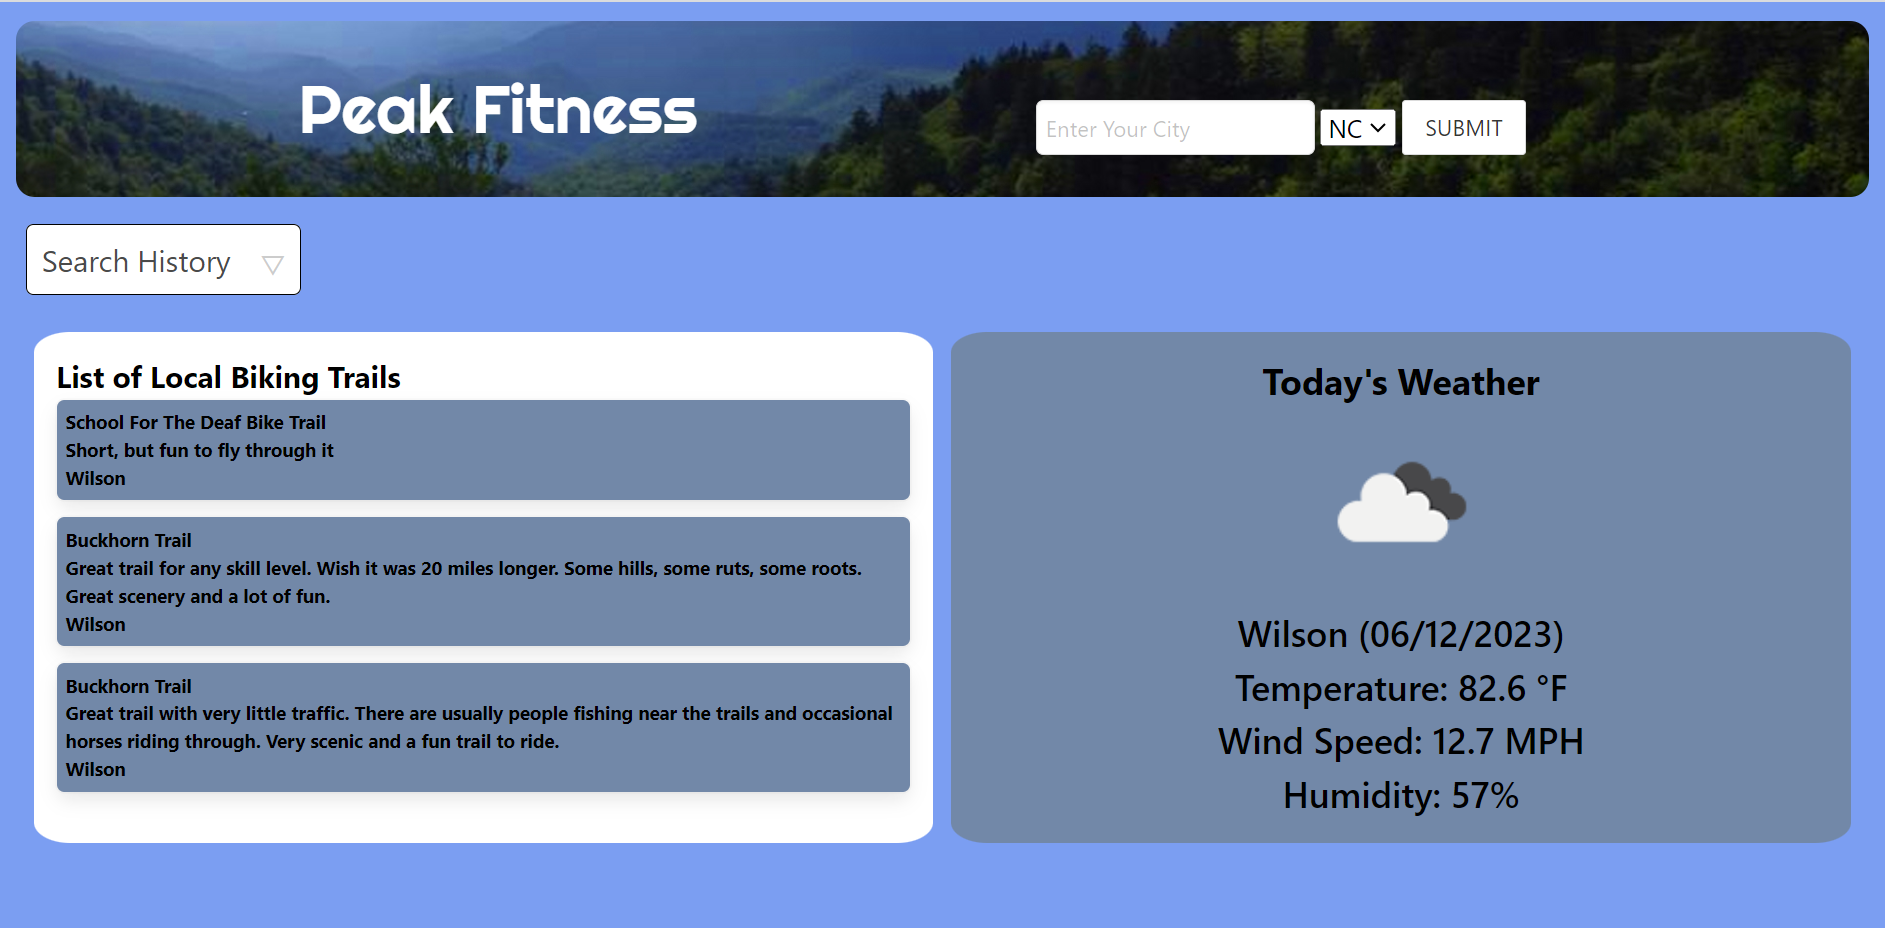 Peak Fitness
Enter Your City
NC
SUBMIT
Search History
List of Local Biking Trails
School For The Deaf Bike Trail
Short, but fun to fly through it
Wilson
Buckhorn Trail
Great trail for any skill level. Wish it was 20 miles longer. Some hills, some ruts, some roots.
Great scenery and a lot of fun.
Wilson
Buckhorn Trail
Great trail with very little traffic. There are usually people fishing near the trails and occasional
horses riding through. Very scenic and a fun trail to ride.
Wilson
Today's Weather
Wilson (06/12/2023)
Temperature: 82.6 °F
Wind Speed: 12.7 MPH
Humidity: 57%